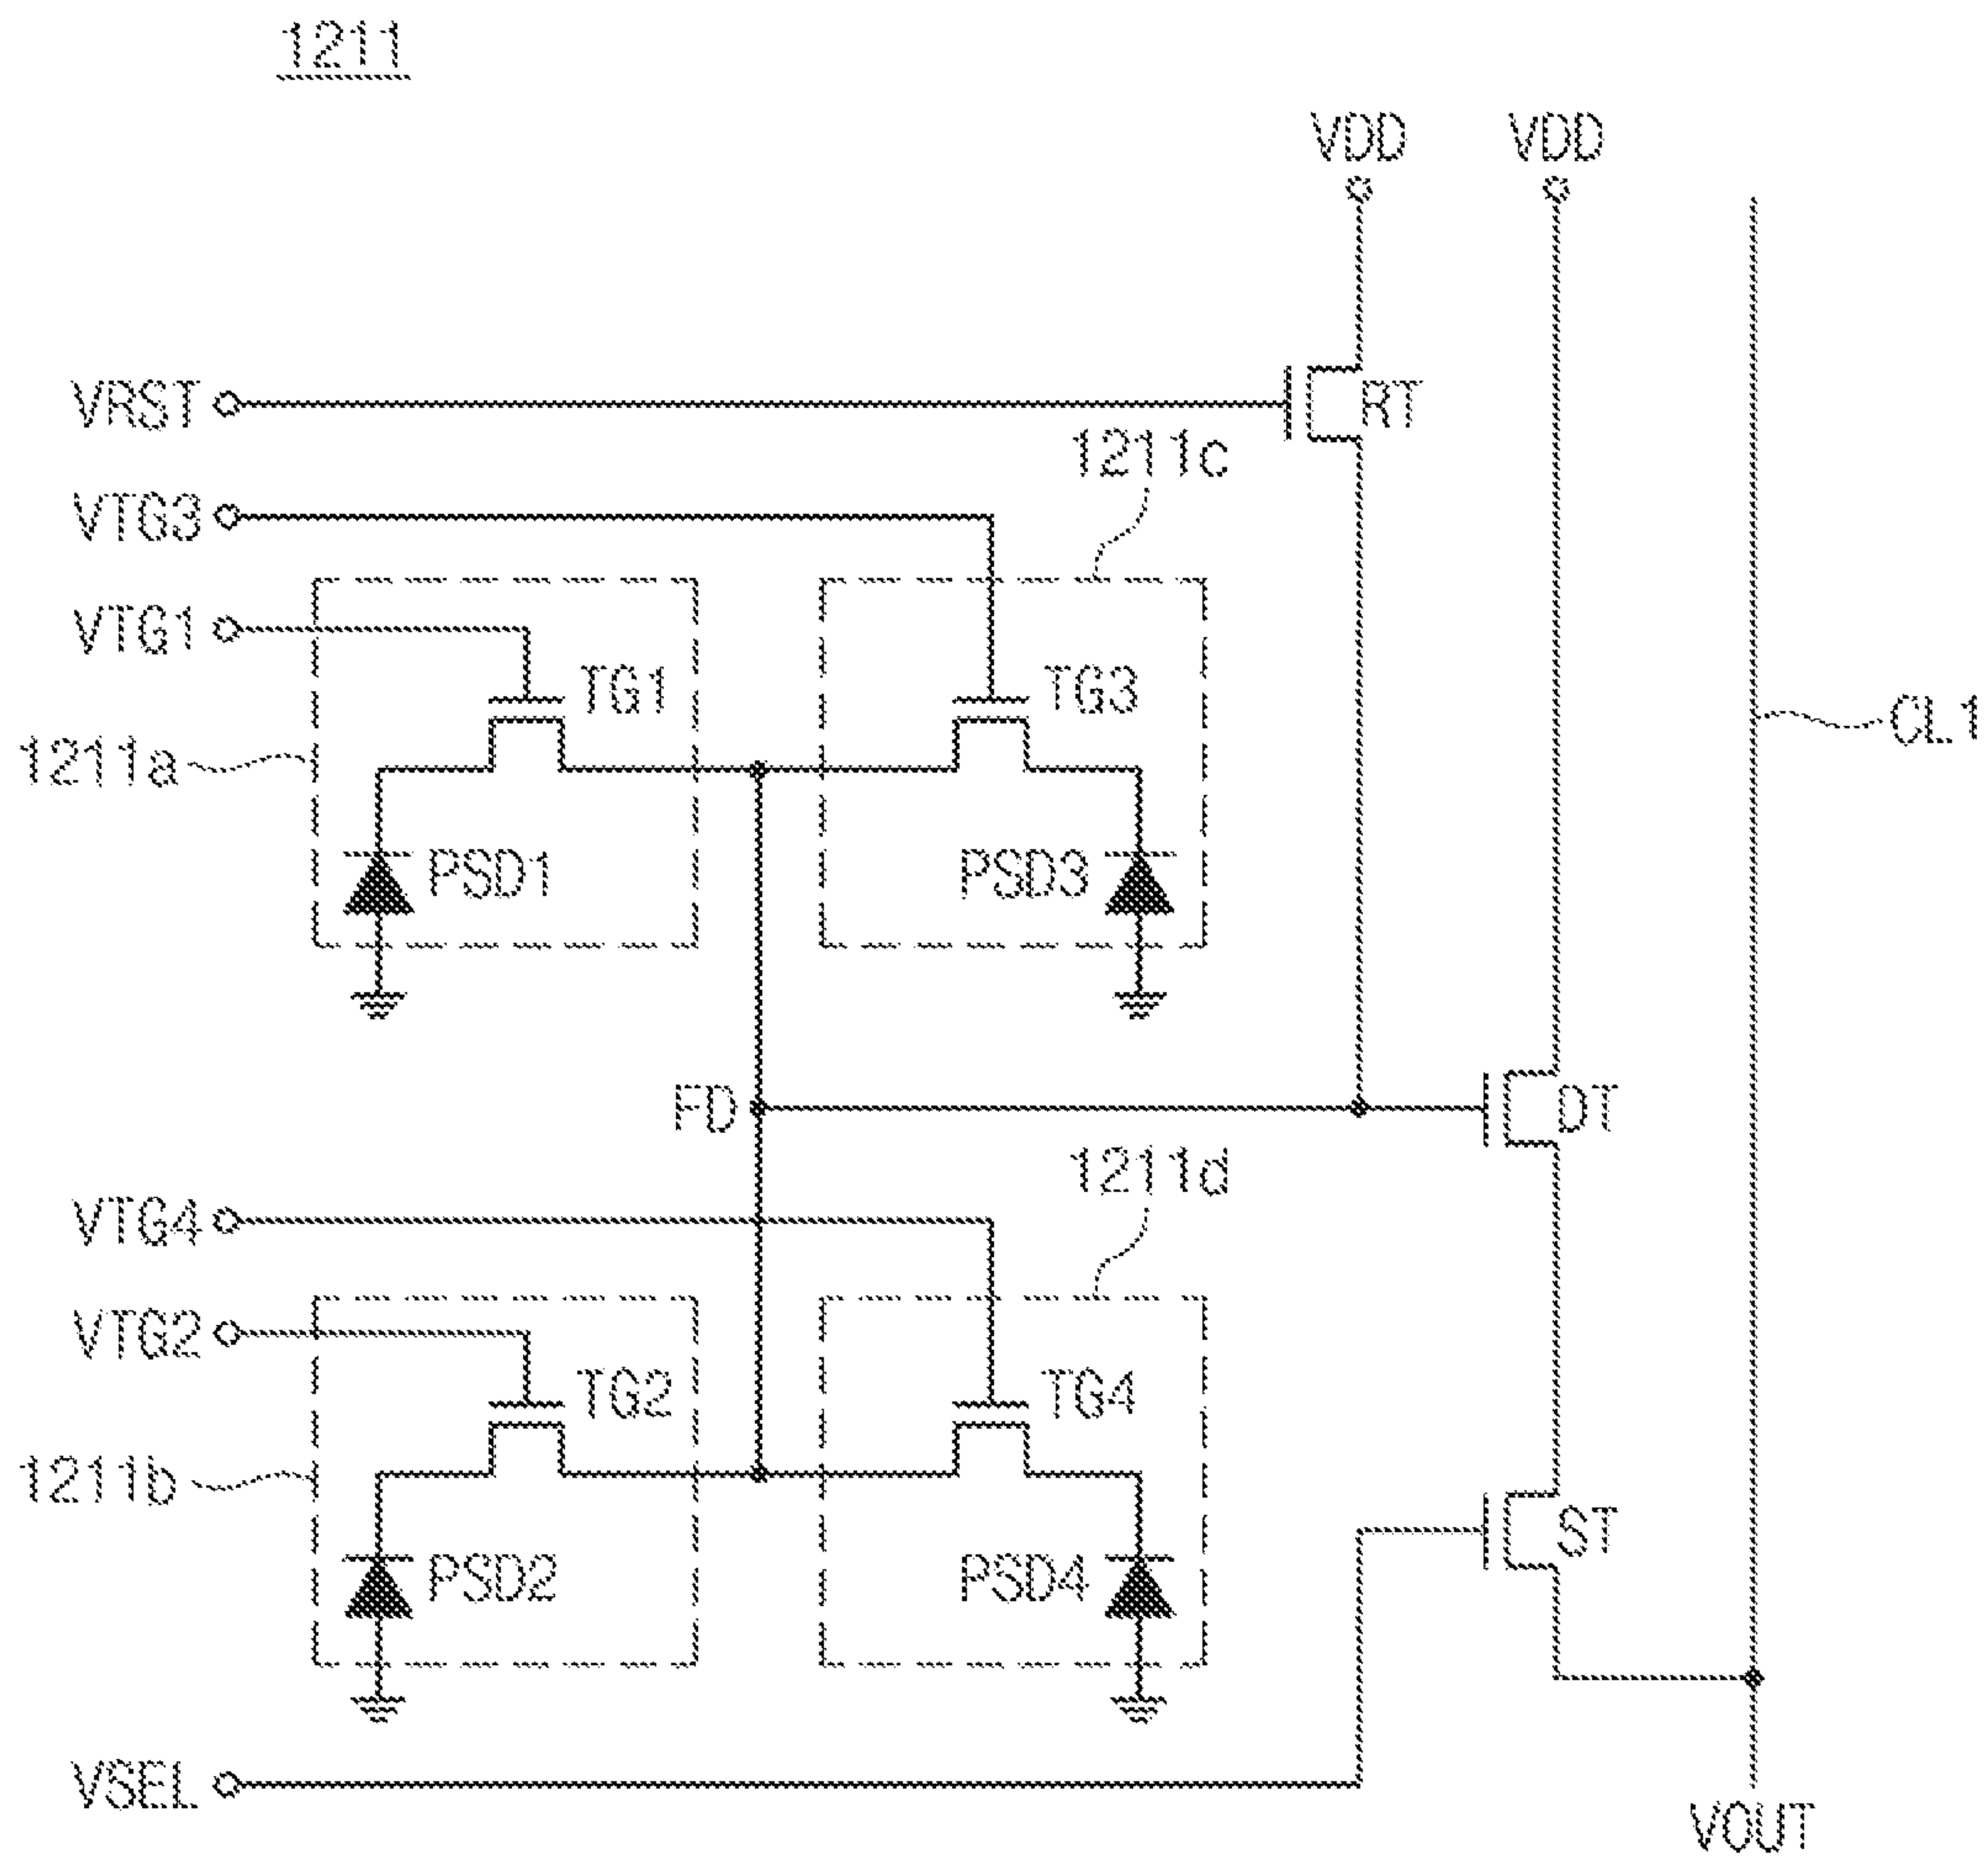 1211
VDD VDD
VRST
RT
1211c
VTG3
VTG1
TG1
TG3
CL1
1211a
PSD1
PSD3
FD
DT
1211d
VTG4
VTG2
TG2
TG4
1211b
ST
PSD2
PSD4
VSEL
VOUT